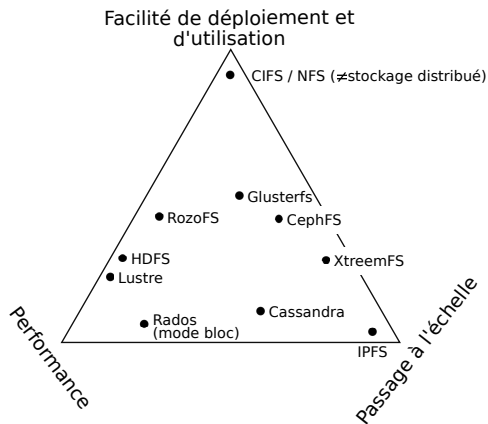 Facilité de déploiement et
d'utilisation
CIFS / NFS (≠stockage distribué)
Glusterfs
RozoFS
CephFS
HDFS
XtreemFS
Lustre
Cassandra
Rados
(mode bloc)
IPFS
Performance
Passage à l'échelle